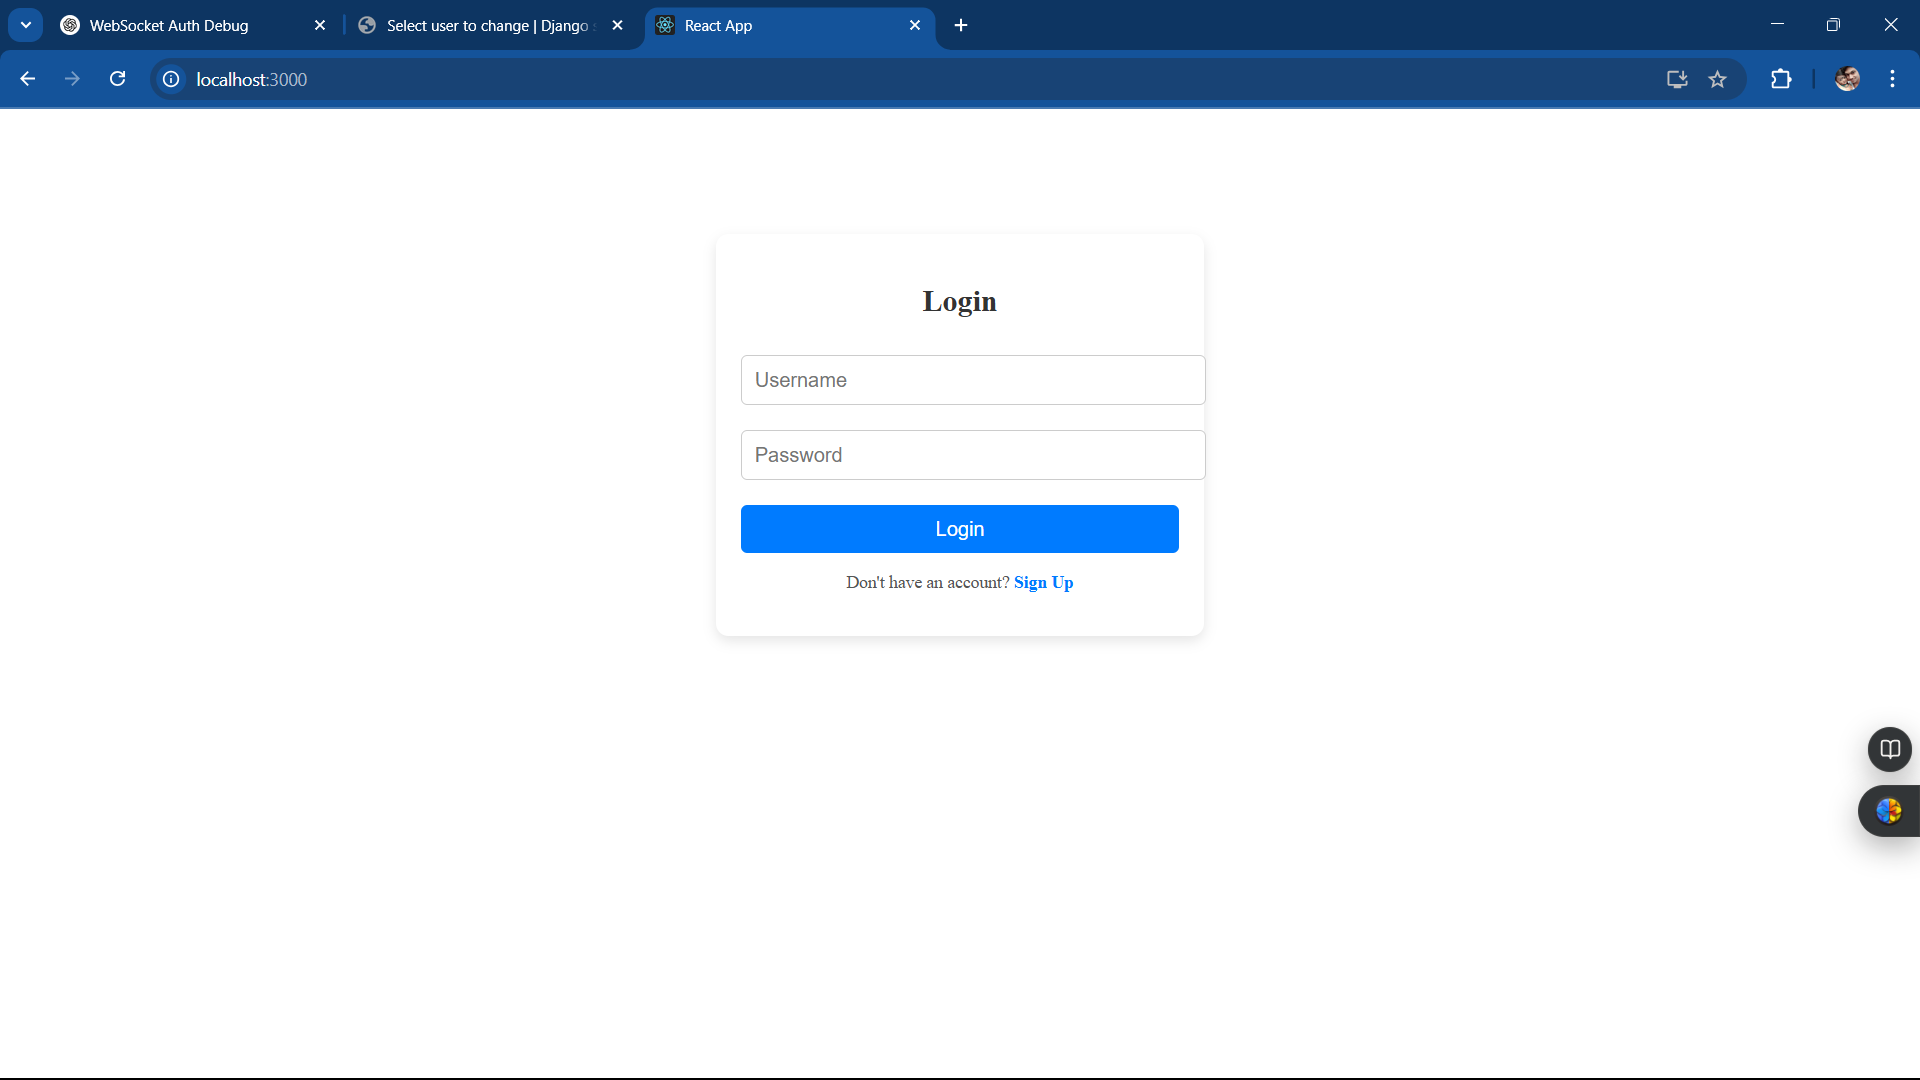 WebSocket Auth Debug
Select user to change | Django
React App
localhost:3000
Login
Username
Password
Login
Don't have an account? Sign Up